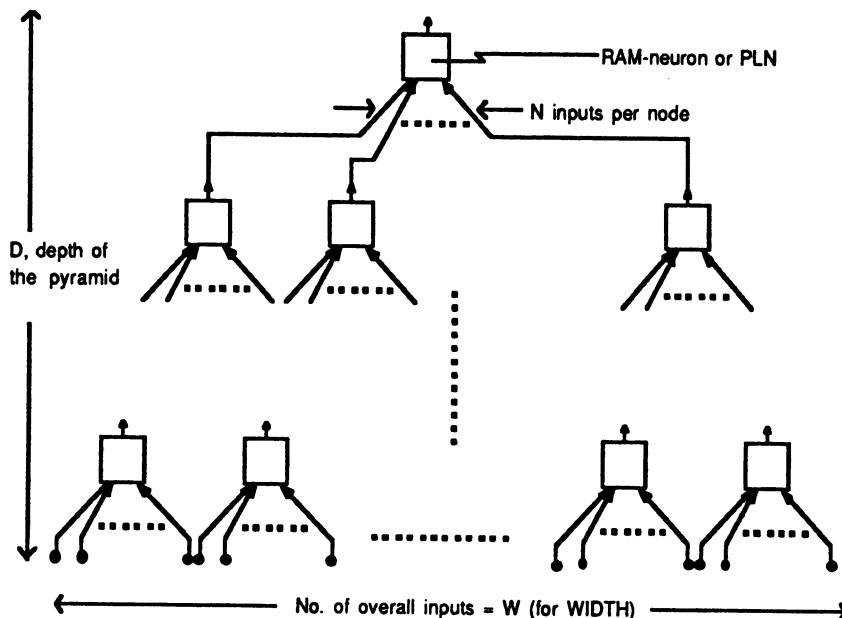 RAM-neuron or PLN
N inputs per node
D, depth of
the pyramid
No. of overall inputs = W (for WIDTH)